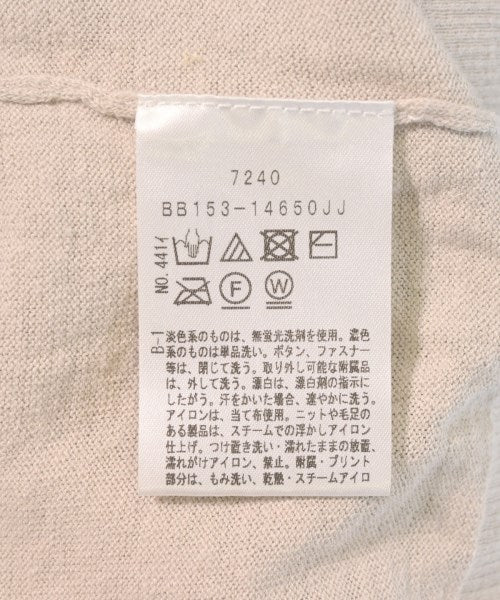 7240
BB153-14650JJ
NO.441イ
F
W
B-1
淡色系のものは、無蛍光洗剤を使用。濃色
系のものは単品洗い。ボタン、ファスナー
等は、閉じて洗う。取り外し可能な附属品
は、外して洗う。漂白は、漂白剤の指示に
したがう。汗をかいた場合、速やかに洗う。
アイロンは、当て布使用。ニットや毛足の
ある製品は、スチームでの浮かしアイロン
仕上げ。つけ置き洗い・濡れたままの放置、
濡れがけアイロン、禁止。附属・プリント
部分は、もみ洗い、乾熱・スチームアイロ